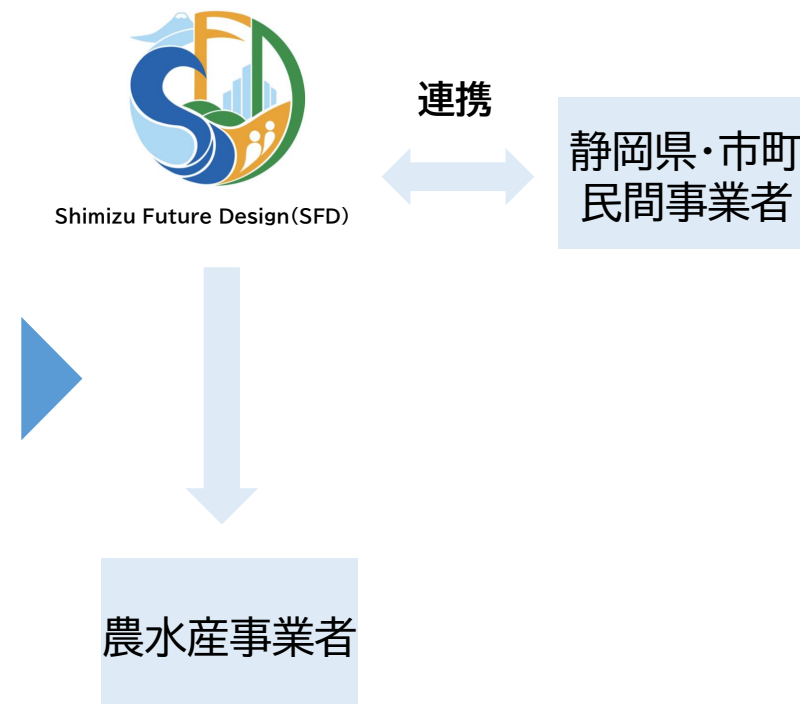 SFD
連携
静岡県・市町
民間事業者
Shimizu Future Design(SFD)
農水産事業者